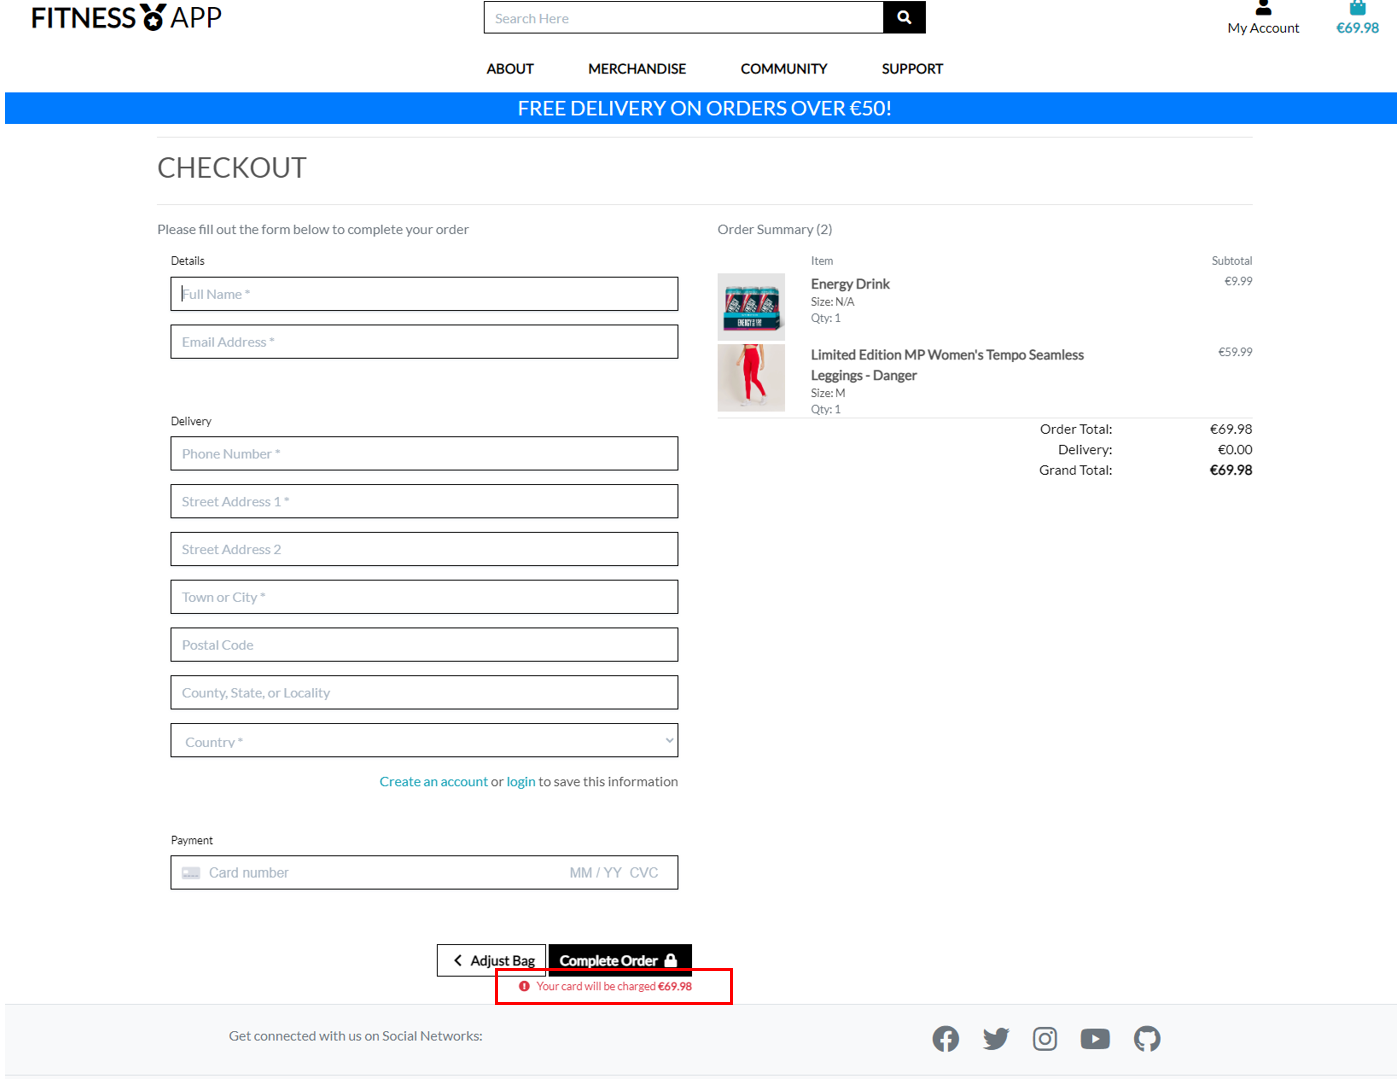 FITNESS APP
Search Here
My Account
€69.98
ABOUT MERCHANDISE COMMUNITY SUPPORT
FREE DELIVERY ON ORDERS OVER €50!
CHECKOUT
Please fill out the form below to complete your order
Details
Full Name *
Email Address *
Delivery
Phone Number *
Street Address 1 *
Street Address 2
Town or City *
Postal Code
County, State, or Locality
Country *
Create an account or login to save this information
Payment
Card number MM / YY CVC
Adjust Bag
Complete Order
Your card will be charged €69.98
Order Summary (2)
Item Subtotal
ENERGY
Energy Drink €9.99
Size: N/A
Qty: 1
Limited Edition MP Women's Tempo Seamless €59.99
Leggings - Danger
Size: M
Qty: 1
Order Total: €69.98
Delivery: €0.00
Grand Total: €69.98
Get connected with us on Social Networks: